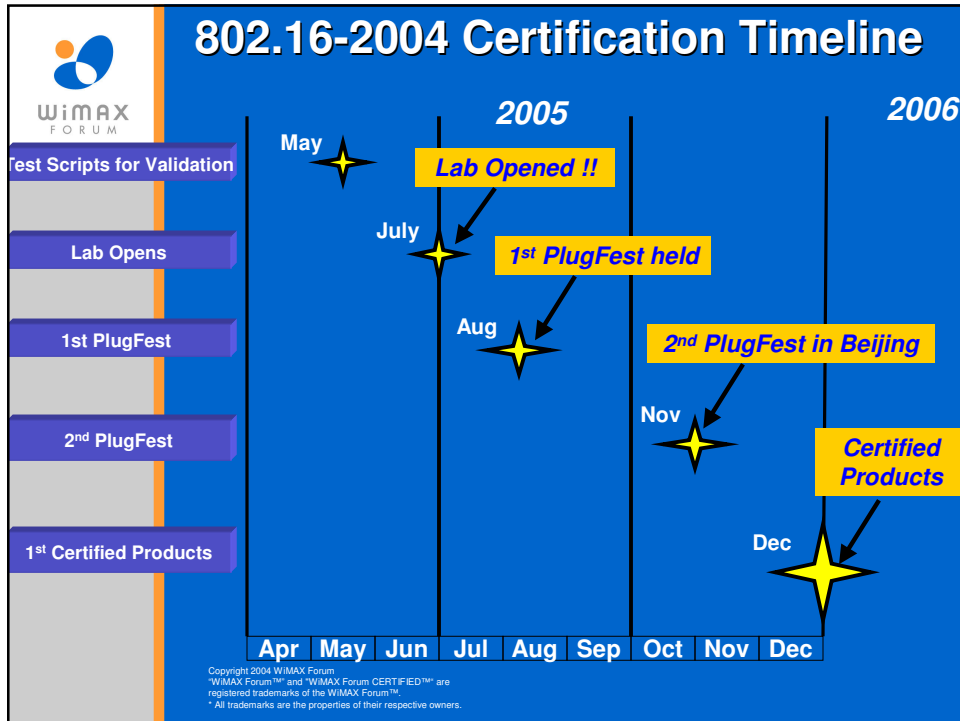 802.16-2004 Certification Timeline
WiMAX
FORUM
2005
2006
Test Scripts for Validation
May
Lab Opened !!
Lab Opens
July
1st PlugFest held
1st PlugFest
Aug
2nd PlugFest in Beijing
2nd PlugFest
Nov
Certified
Products
1st Certified Products
Dec
Apr May Jun Jul Aug Sep Oct Nov Dec
Copyright 2004 WiMAX Forum
"WiMAX Forum™" and "WiMAX Forum CERTIFIED™" are
registered trademarks of the WiMAX Forum™.
* All trademarks are the properties of their respective owners.